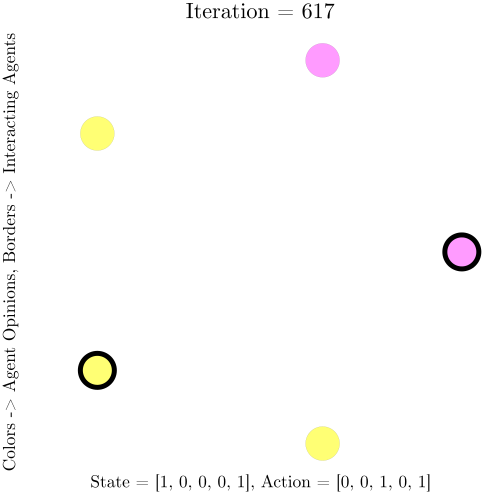 Iteration = 617
Colors -> Agent Opinions, Borders -> Interacting Agents
State = [1, 0, 0, 0, 1], Action = [0, 0, 1, 0, 1]